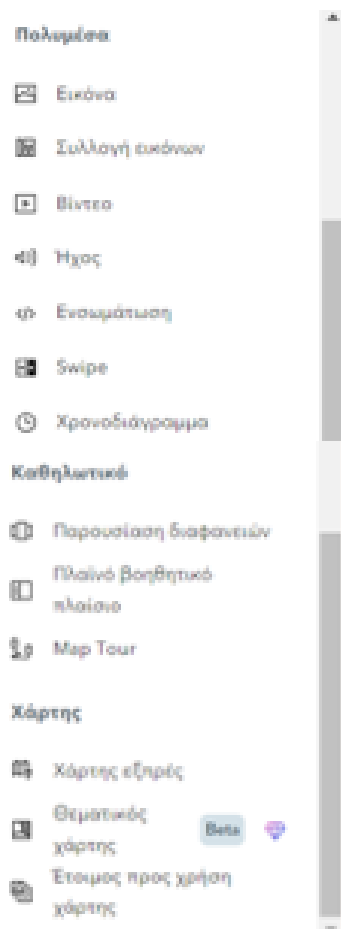 Πολυμέσα
Εικόνα
Συλλογή εικόνων
Βίντεο
Ήχος
Ενσωμάτωση
Swipe
Χρονοδιάγραμμα
Καθηλωτικό
Παρουσίαση διαφανειών
Πλαϊνό βοηθητικό
πλαίσιο
Map Tour
Χάρτης
Χάρτης εξπρές
Θεματικός
χάρτης
Beta
Έτοιμος προς χρήση
χάρτης